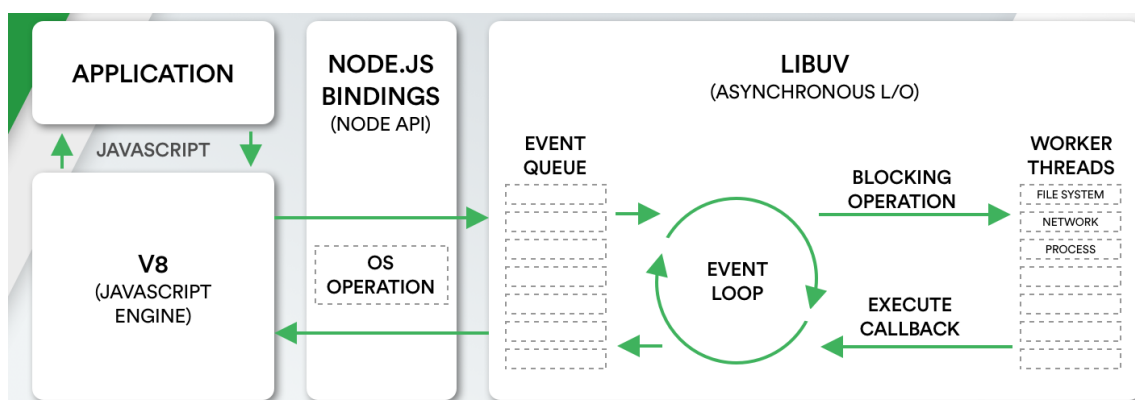 APPLICATION
JAVASCRIPT
V8
(JAVASCRIPT
ENGINE)
NODE.JS
BINDINGS
(NODE API)
OS
OPERATION
LIBUV
(ASYNCHRONOUS L/O)
EVENT
QUEUE
EVENT
LOOP
BLOCKING
OPERATION
EXECUTE
CALLBACK
WORKER
THREADS
FILE SYSTEM
NETWORK
PROCESS